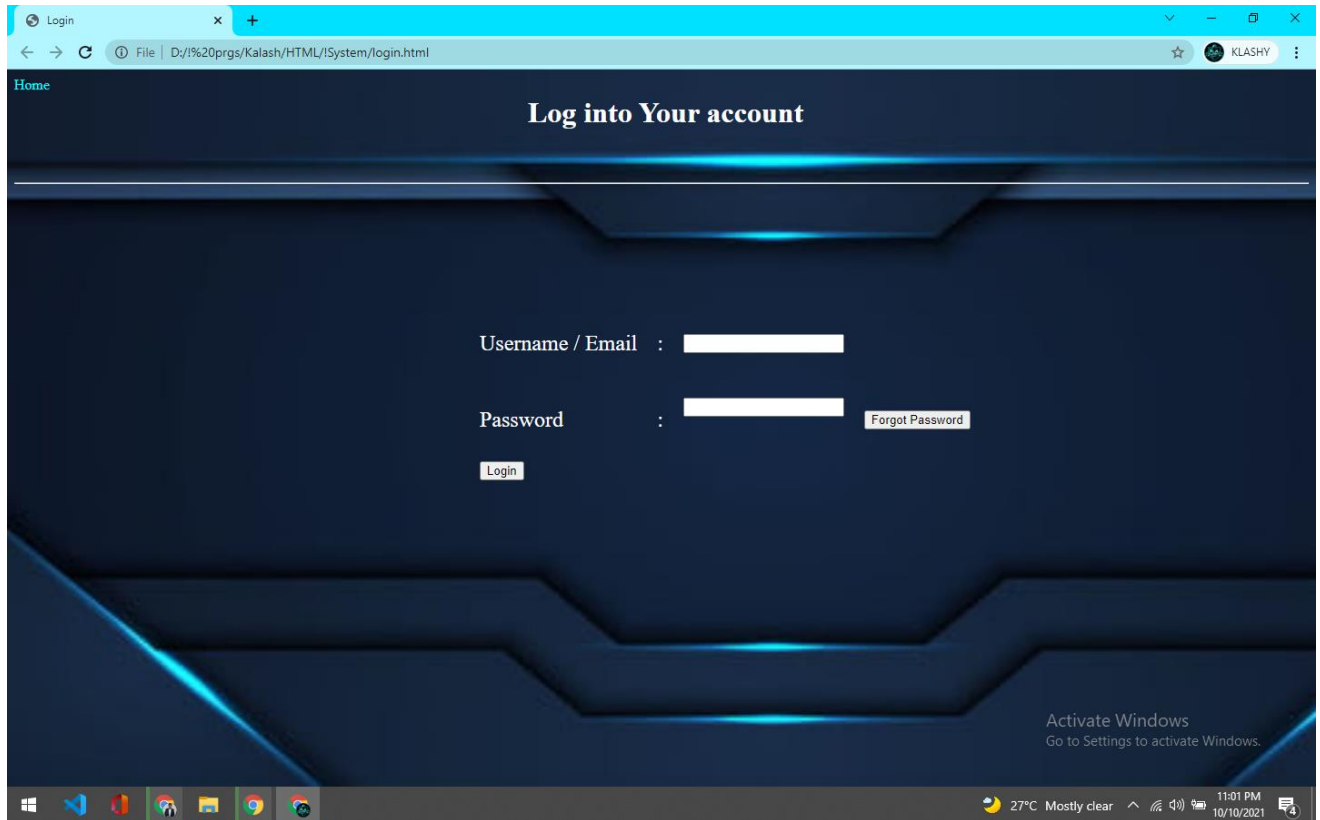 Login
File | D:/!%20prgs/Kalash/HTML/!System/login.html
KLASHY
Home
Log into Your account
Username / Email :
Password : Forgot Password
Login
Activate Windows
Go to Settings to activate Windows.
27°C Mostly clear
11:01 PM
10/10/2021
4